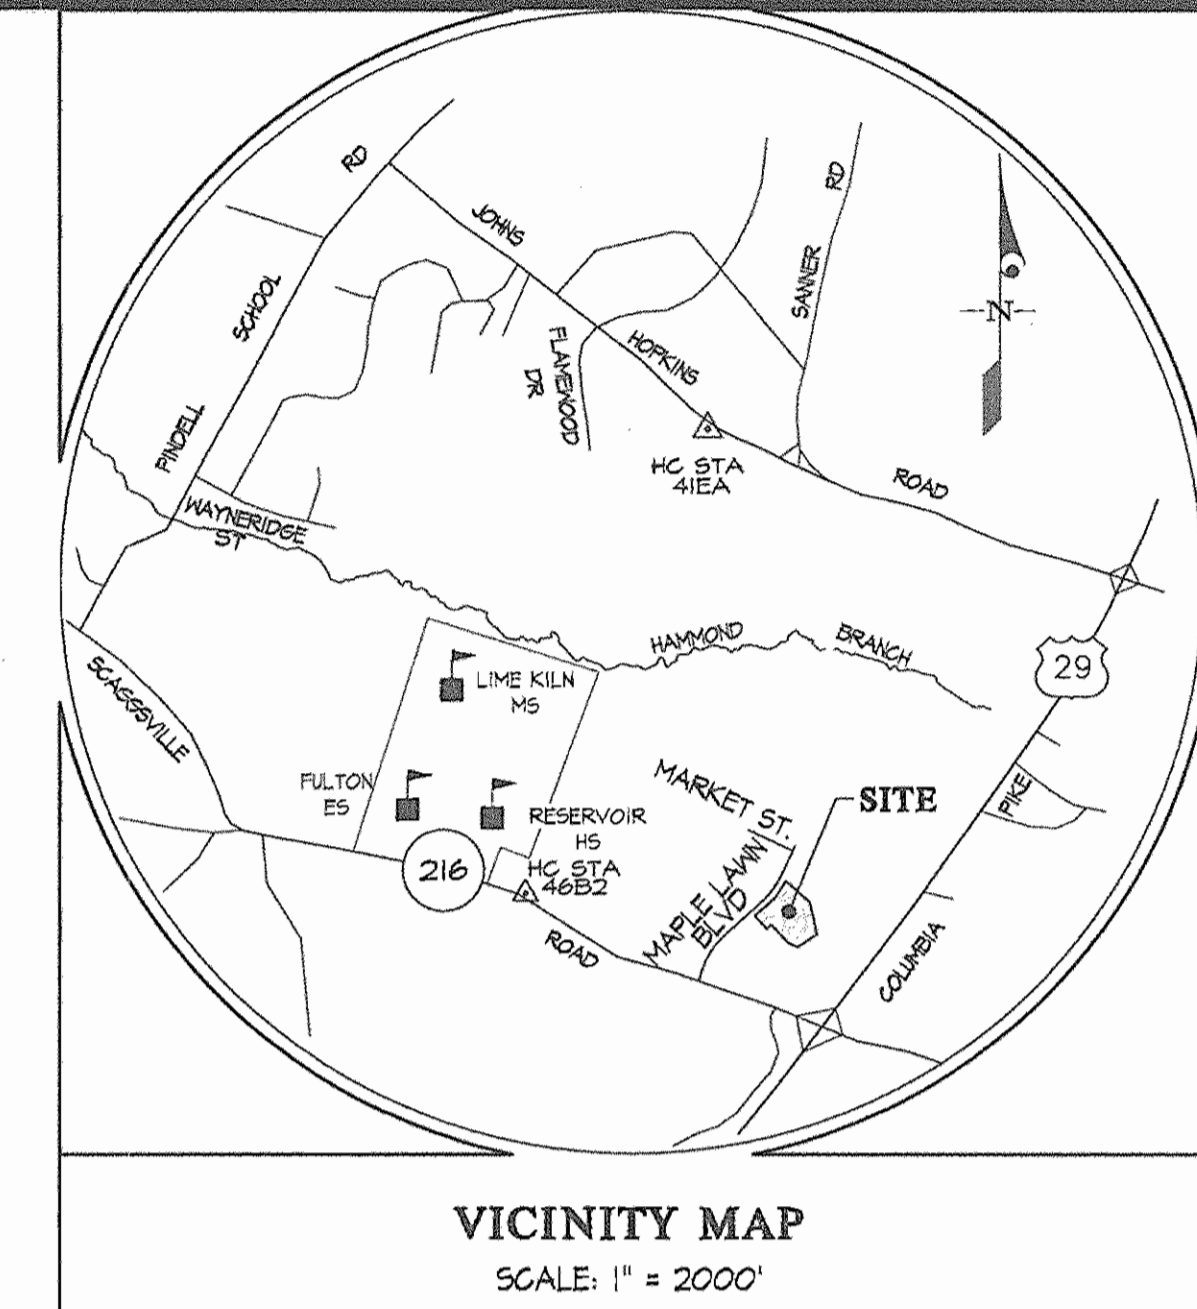 RD
JOHNS
RD
SANNER
SCHOOL
N
FLAMEWOOD
DR
HOPKINS
PINDELL
HC STA
41EA
ROAD
WAYNERIDGE
ST
HAMMOND
BRANCH
29
SCAGGSVILLE
LIME KILN
MS
FULTON
ES
RESERVOIR
HS
MARKET ST.
SITE
PIKE
216
HC STA
46B2
MAPLE LAWN
BLVD
ROAD
COLUMBIA
VICINITY MAP
SCALE: 1" = 2000'